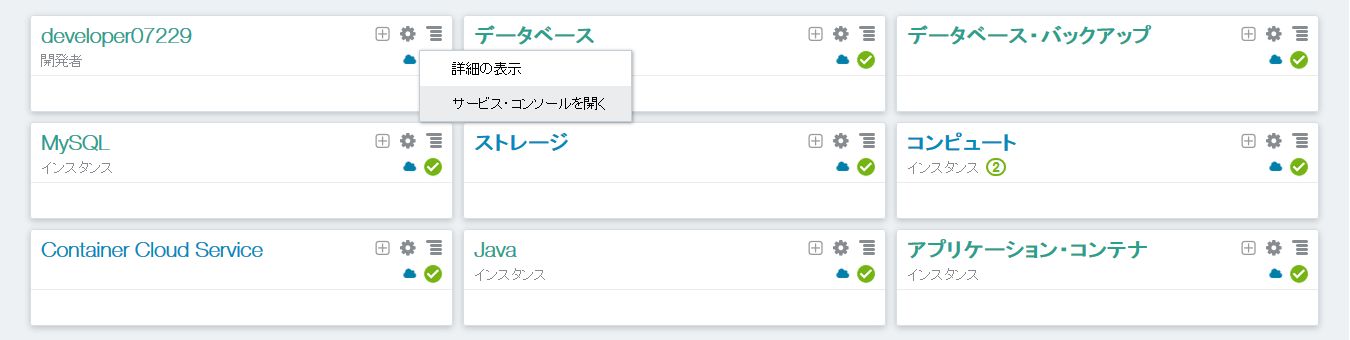 developer07229
開発者
詳細の表示
サービス・コンソールを開く
データベース
データベース・バックアップ
MySQL
インスタンス
ストレージ
コンピュート
インスタンス 2
Container Cloud Service
Java
インスタンス
アプリケーション・コンテナ
インスタンス